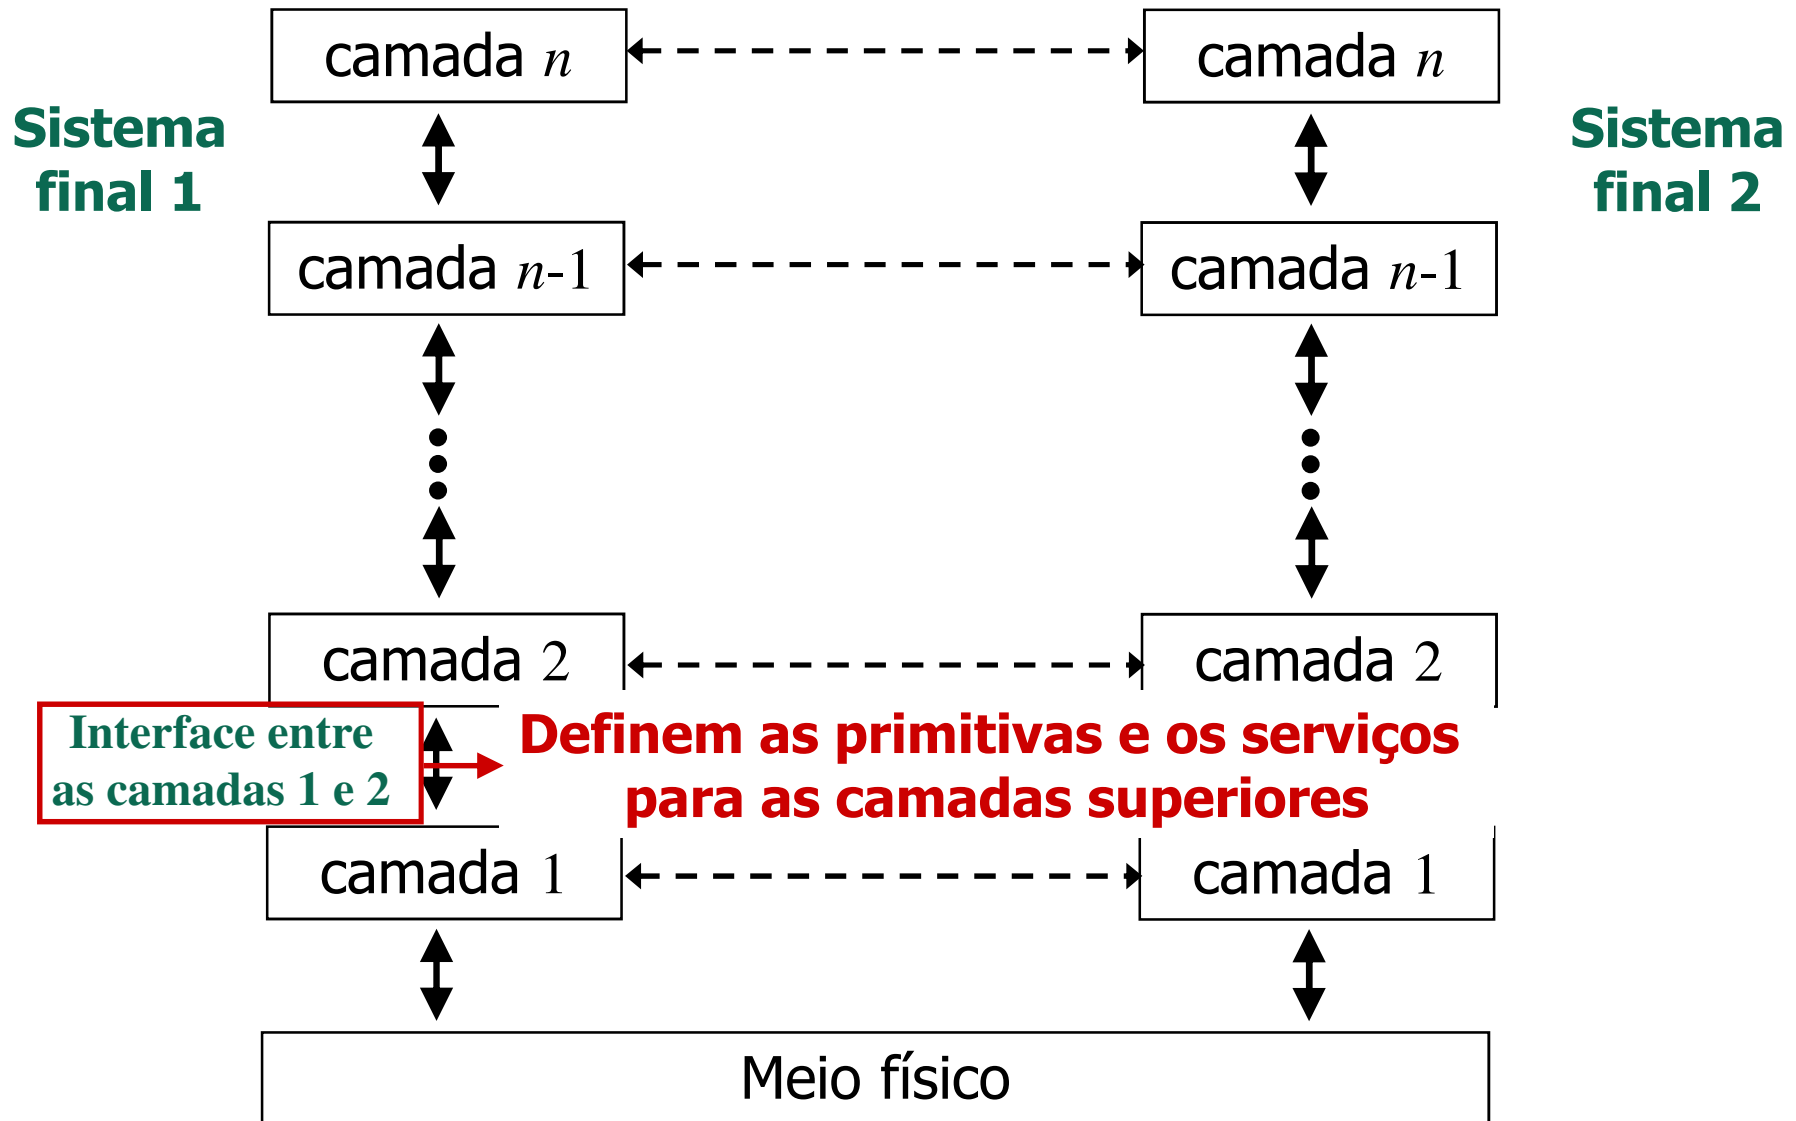 camada n
camada n
Sistema
final 1
Sistema
final 2
camada n-1
camada n-1
camada 2
camada 2
Interface entre
as camadas 1 e 2
Definem as primitivas e os serviços
para as camadas superiores
camada 1
camada 1
Meio físico